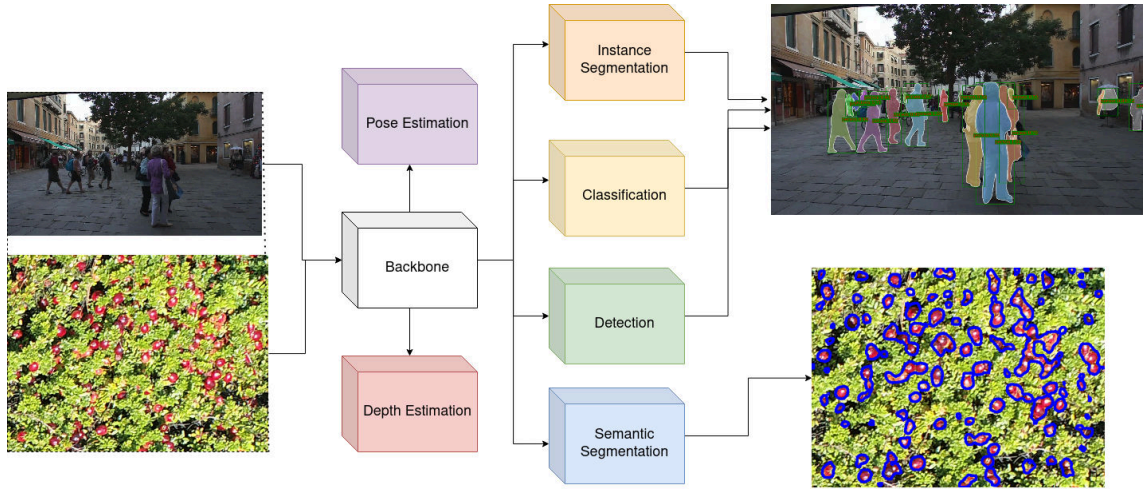 Instance
Segmentation
Pose Estimation
Classification
Backbone
Detection
Depth Estimation
Semantic
Segmentation